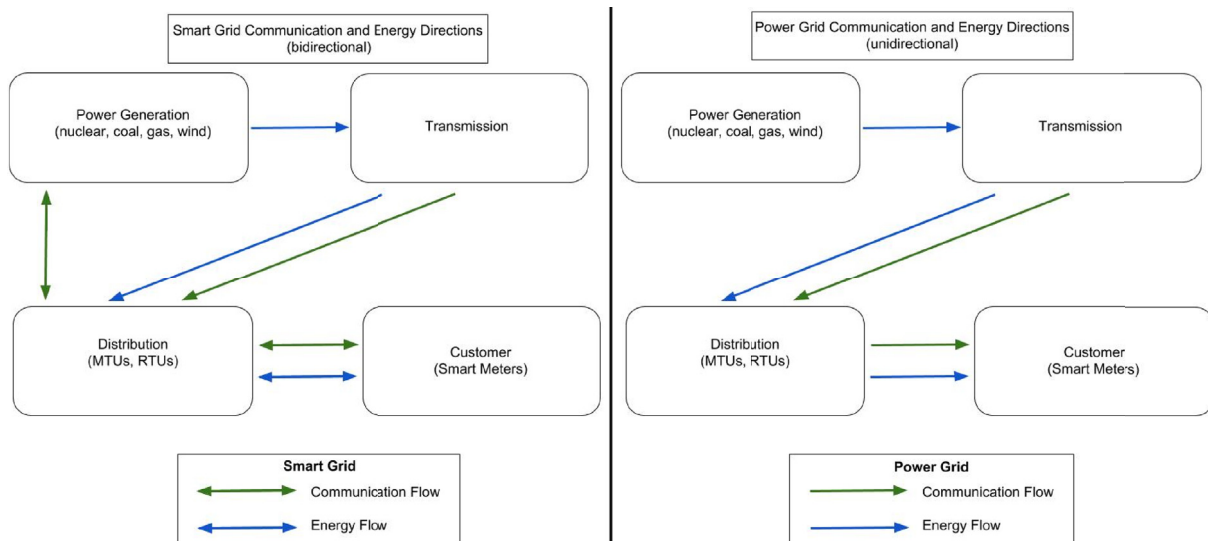 Smart Grid Communication and Energy Directions
(bidirectional)
Power Generation
(nuclear, coal, gas, wind)
Transmission
Distribution
(MTUs, RTUs)
Customer
(Smart Meters)
Smart Grid
Communication Flow
Energy Flow
Power Grid Communication and Energy Directions
(unidirectional)
Power Generation
(nuclear, coal, gas, wind)
Transmission
Distribution
(MTUs, RTUs)
Customer
(Smart Meters)
Power Grid
Communication Flow
Energy Flow